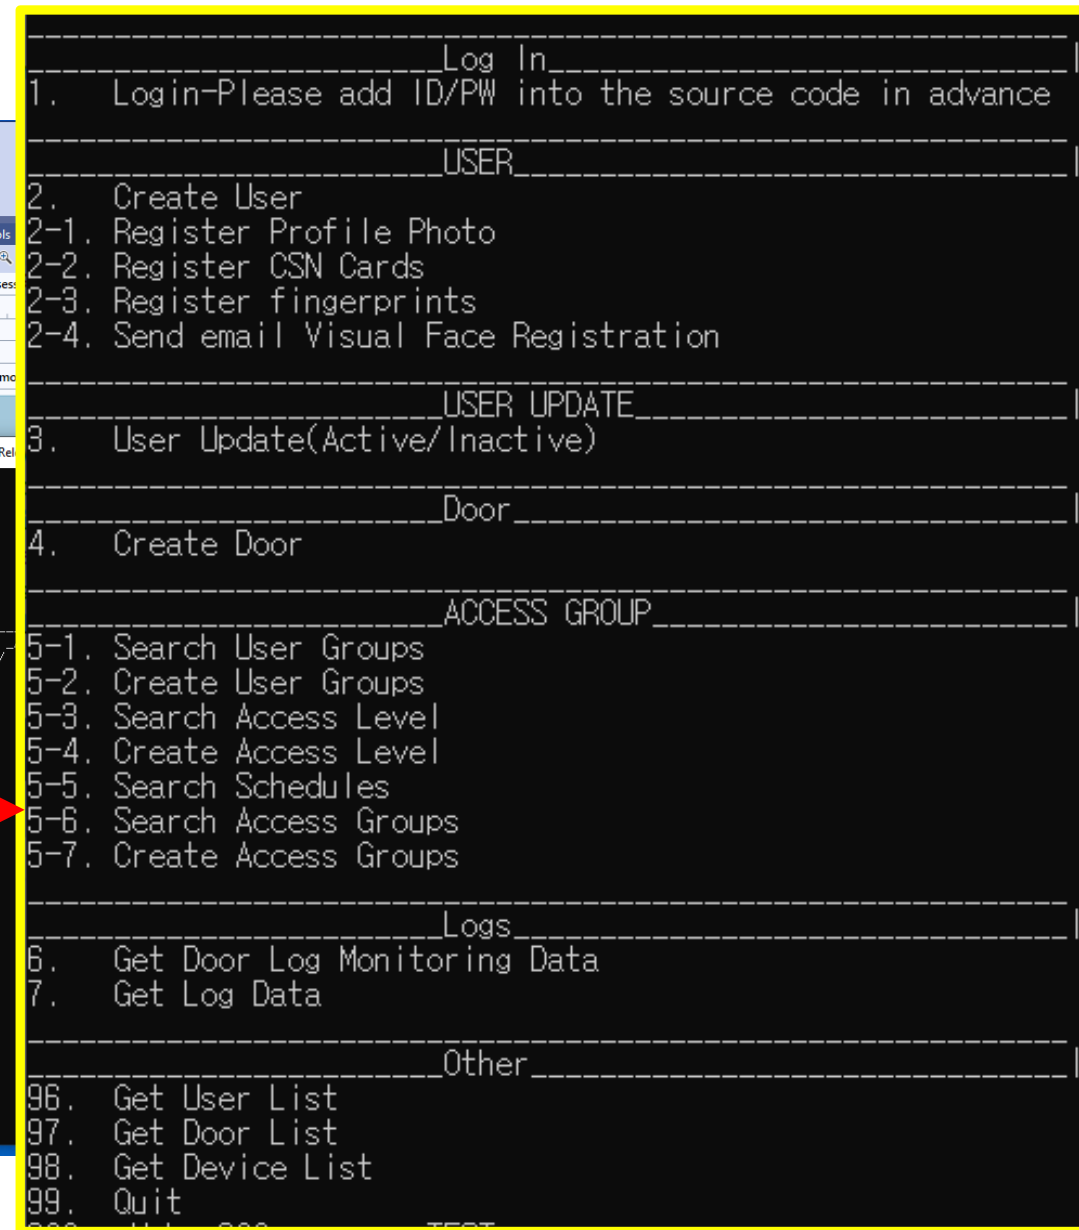 Log In
1. Login-Please add ID/PW into the source code in advance
USER
2. Create User
2-1. Register Profile Photo
2-2. Register CSN Cards
2-3. Register fingerprints
2-4. Send email Visual Face Registration
USER UPDATE
3. User Update(Active/Inactive)
Door
4. Create Door
ACCESS GROUP
5-1. Search User Groups
5-2. Create User Groups
5-3. Search Access Level
5-4. Create Access Level
5-5. Search Schedules
5-6. Search Access Groups
5-7. Create Access Groups
Logs
6. Get Door Log Monitoring Data
7. Get Log Data
Other
96. Get User List
97. Get Door List
98. Get Device List
99. Quit